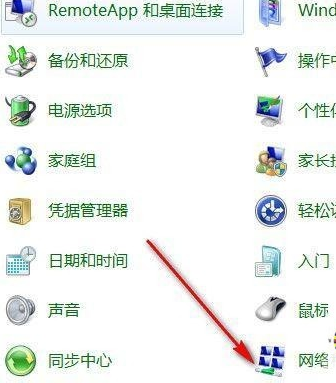 RemoteApp 和桌面连接
Wind
备份和还原
操作中
电源选项
个性化
家庭组
家长控
凭据管理器
轻松访
日期和时间
入门
声音
鼠标
同步中心
网络